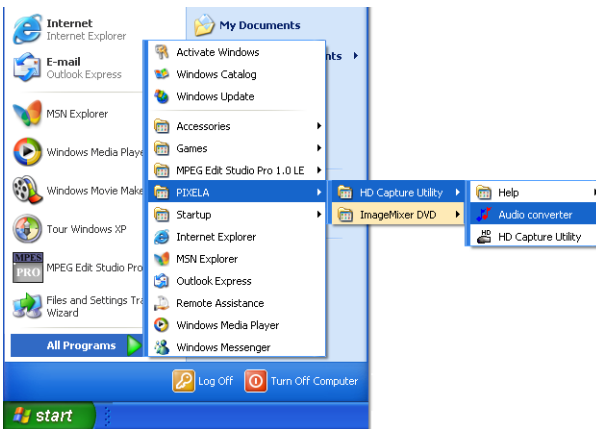 Internet
Internet Explorer
E-mail
Outlook Express
MSN Explorer
Windows Media Playe
Windows Movie Make
Tour Windows XP
MPES
PRO
MPEG Edit Studio Pro
Files and Settings Tra
Wizard
All Programs
My Documents
nts
Activate Windows
Windows Catalog
Windows Update
Accessories
Games
MPEG Edit Studio Pro 1.0 LE
PIXELA
Startup
Internet Explorer
MSN Explorer
Outlook Express
Remote Assistance
Windows Media Player
Windows Messenger
HD Capture Utility
ImageMixer DVD
Help
Audio converter
HD
HD Capture Utility
Log Off
Turn Off Computer
start